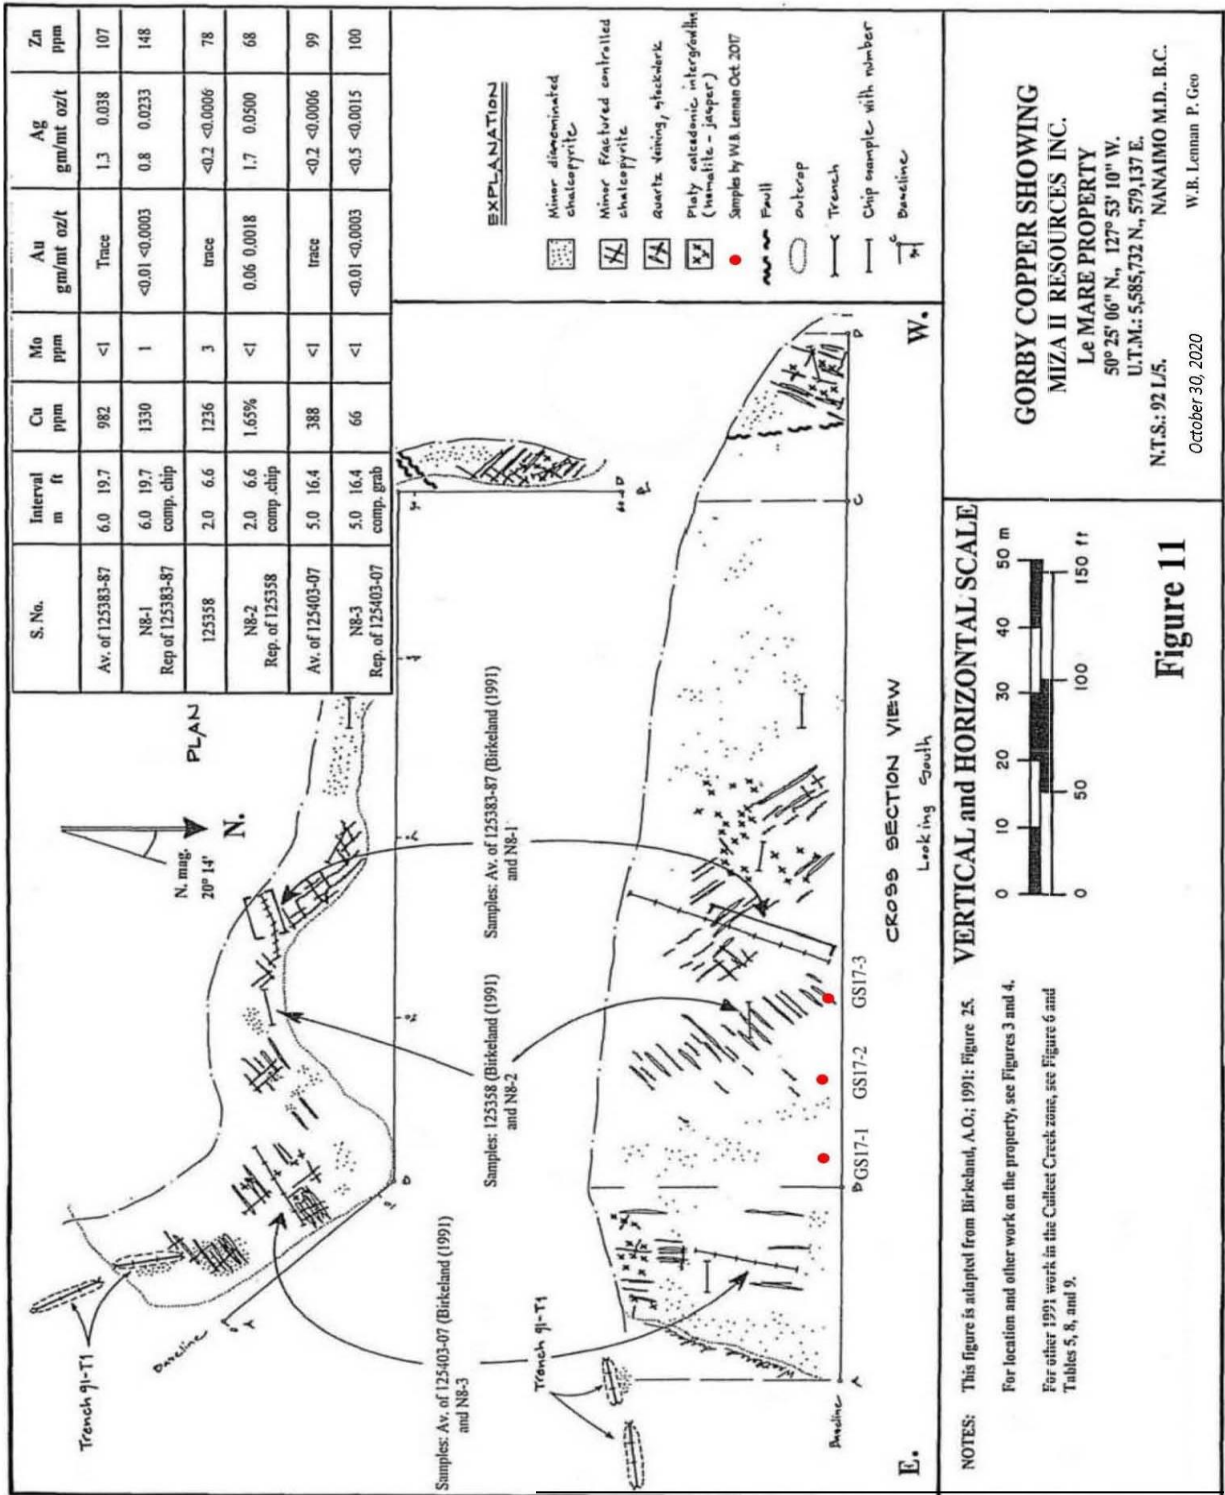 S. No. Interval m ft Cu ppm Mo ppm Au gm/mt oz/t Ag gm/mt oz/t Zn ppm
Av. of 125383-87 6.0 19.7 982 <1 Trace 1.3 0.038 107
N8-1 Rep of 125383-87 6.0 19.7 comp. chip 1330 1 <0.01 <0.0003 0.8 0.0233 148
125358 2.0 6.6 1236 3 trace <0.2 <0.0006 78
N8-2 Rep. of 125358 2.0 6.6 comp .chip 1.65% <1 0.06 0.0018 1.7 0.0500 68
Av. of 125403-07 5.0 16.4 388 <1 trace <0.2 <0.0006 99
N8-3 Rep. of 125403-07 5.0 16.4 comp. grab 66 <1 <0.01 <0.0003 <0.5 <0.0015 100
PLAN
N. mag.
20° 14'
N.
Trench 91-T1
Baseline
Samples: Av. of 125403-07 (Birkeland (1991)
and N8-3
Samples: 125358 (Birkeland (1991)
and N8-2
Samples: Av. of 125383-87 (Birkeland (1991)
and N8-1
EXPLANATION
Minor disseminated
chalcopyrite
Minor fractured controlled
chalcopyrite
Quartz veining, stockwork
Platy calcedonic intergrowths
(hematite - jasper)
Samples by W.B. Lennan Oct. 2017
Fault
Outcrop
Trench
Chip example with number
Baseline
Trench 91-T1
Baseline
A
B
C
D
GS17-1
GS17-2
GS17-3
E.
W.
CROSS SECTION VIEW
Looking South
NOTES: This figure is adapted from Birkeland, A.O.; 1991: Figure 25.
For location and other work on the property, see Figures 3 and 4.
For other 1991 work in the Culleet Creek zone, see Figure 6 and
Tables 5, 8, and 9.
VERTICAL and HORIZONTAL SCALE
0 10 20 30 40 50 m
0 50 100 150 ft
Figure 11
GORBY COPPER SHOWING
MIZA II RESOURCES INC.
Le MARE PROPERTY
50° 25' 06" N., 127° 53' 10" W.
U.T.M.: 5,585,732 N., 579,137 E.
N.T.S.: 92 L/5. NANAIMO M.D.. B.C.
October 30, 2020
W.B. Lennan P. Geo